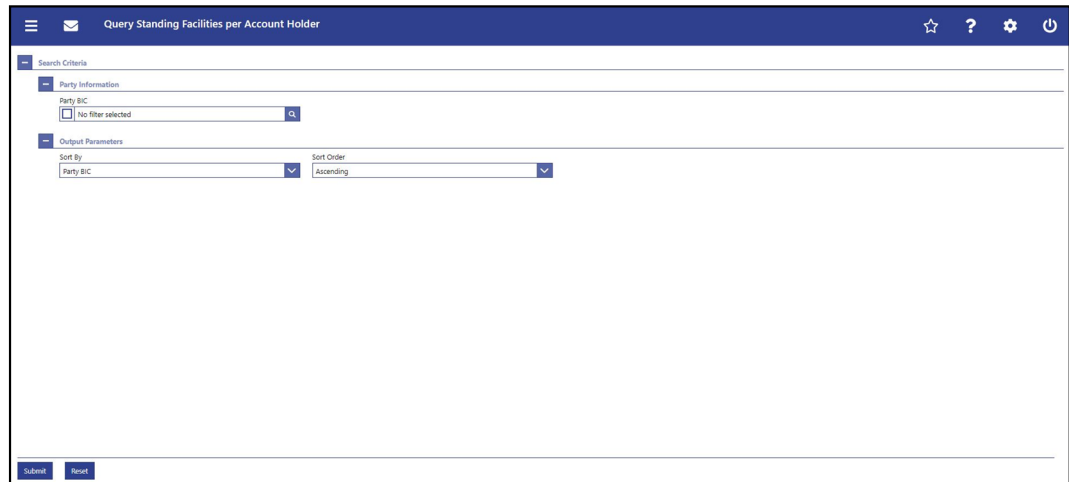 Query Standing Facilities per Account Holder
Search Criteria
Party Information
Party BIC
No filter selected
Output Parameters
Sort By Sort Order
Party BIC Ascending
Submit Reset